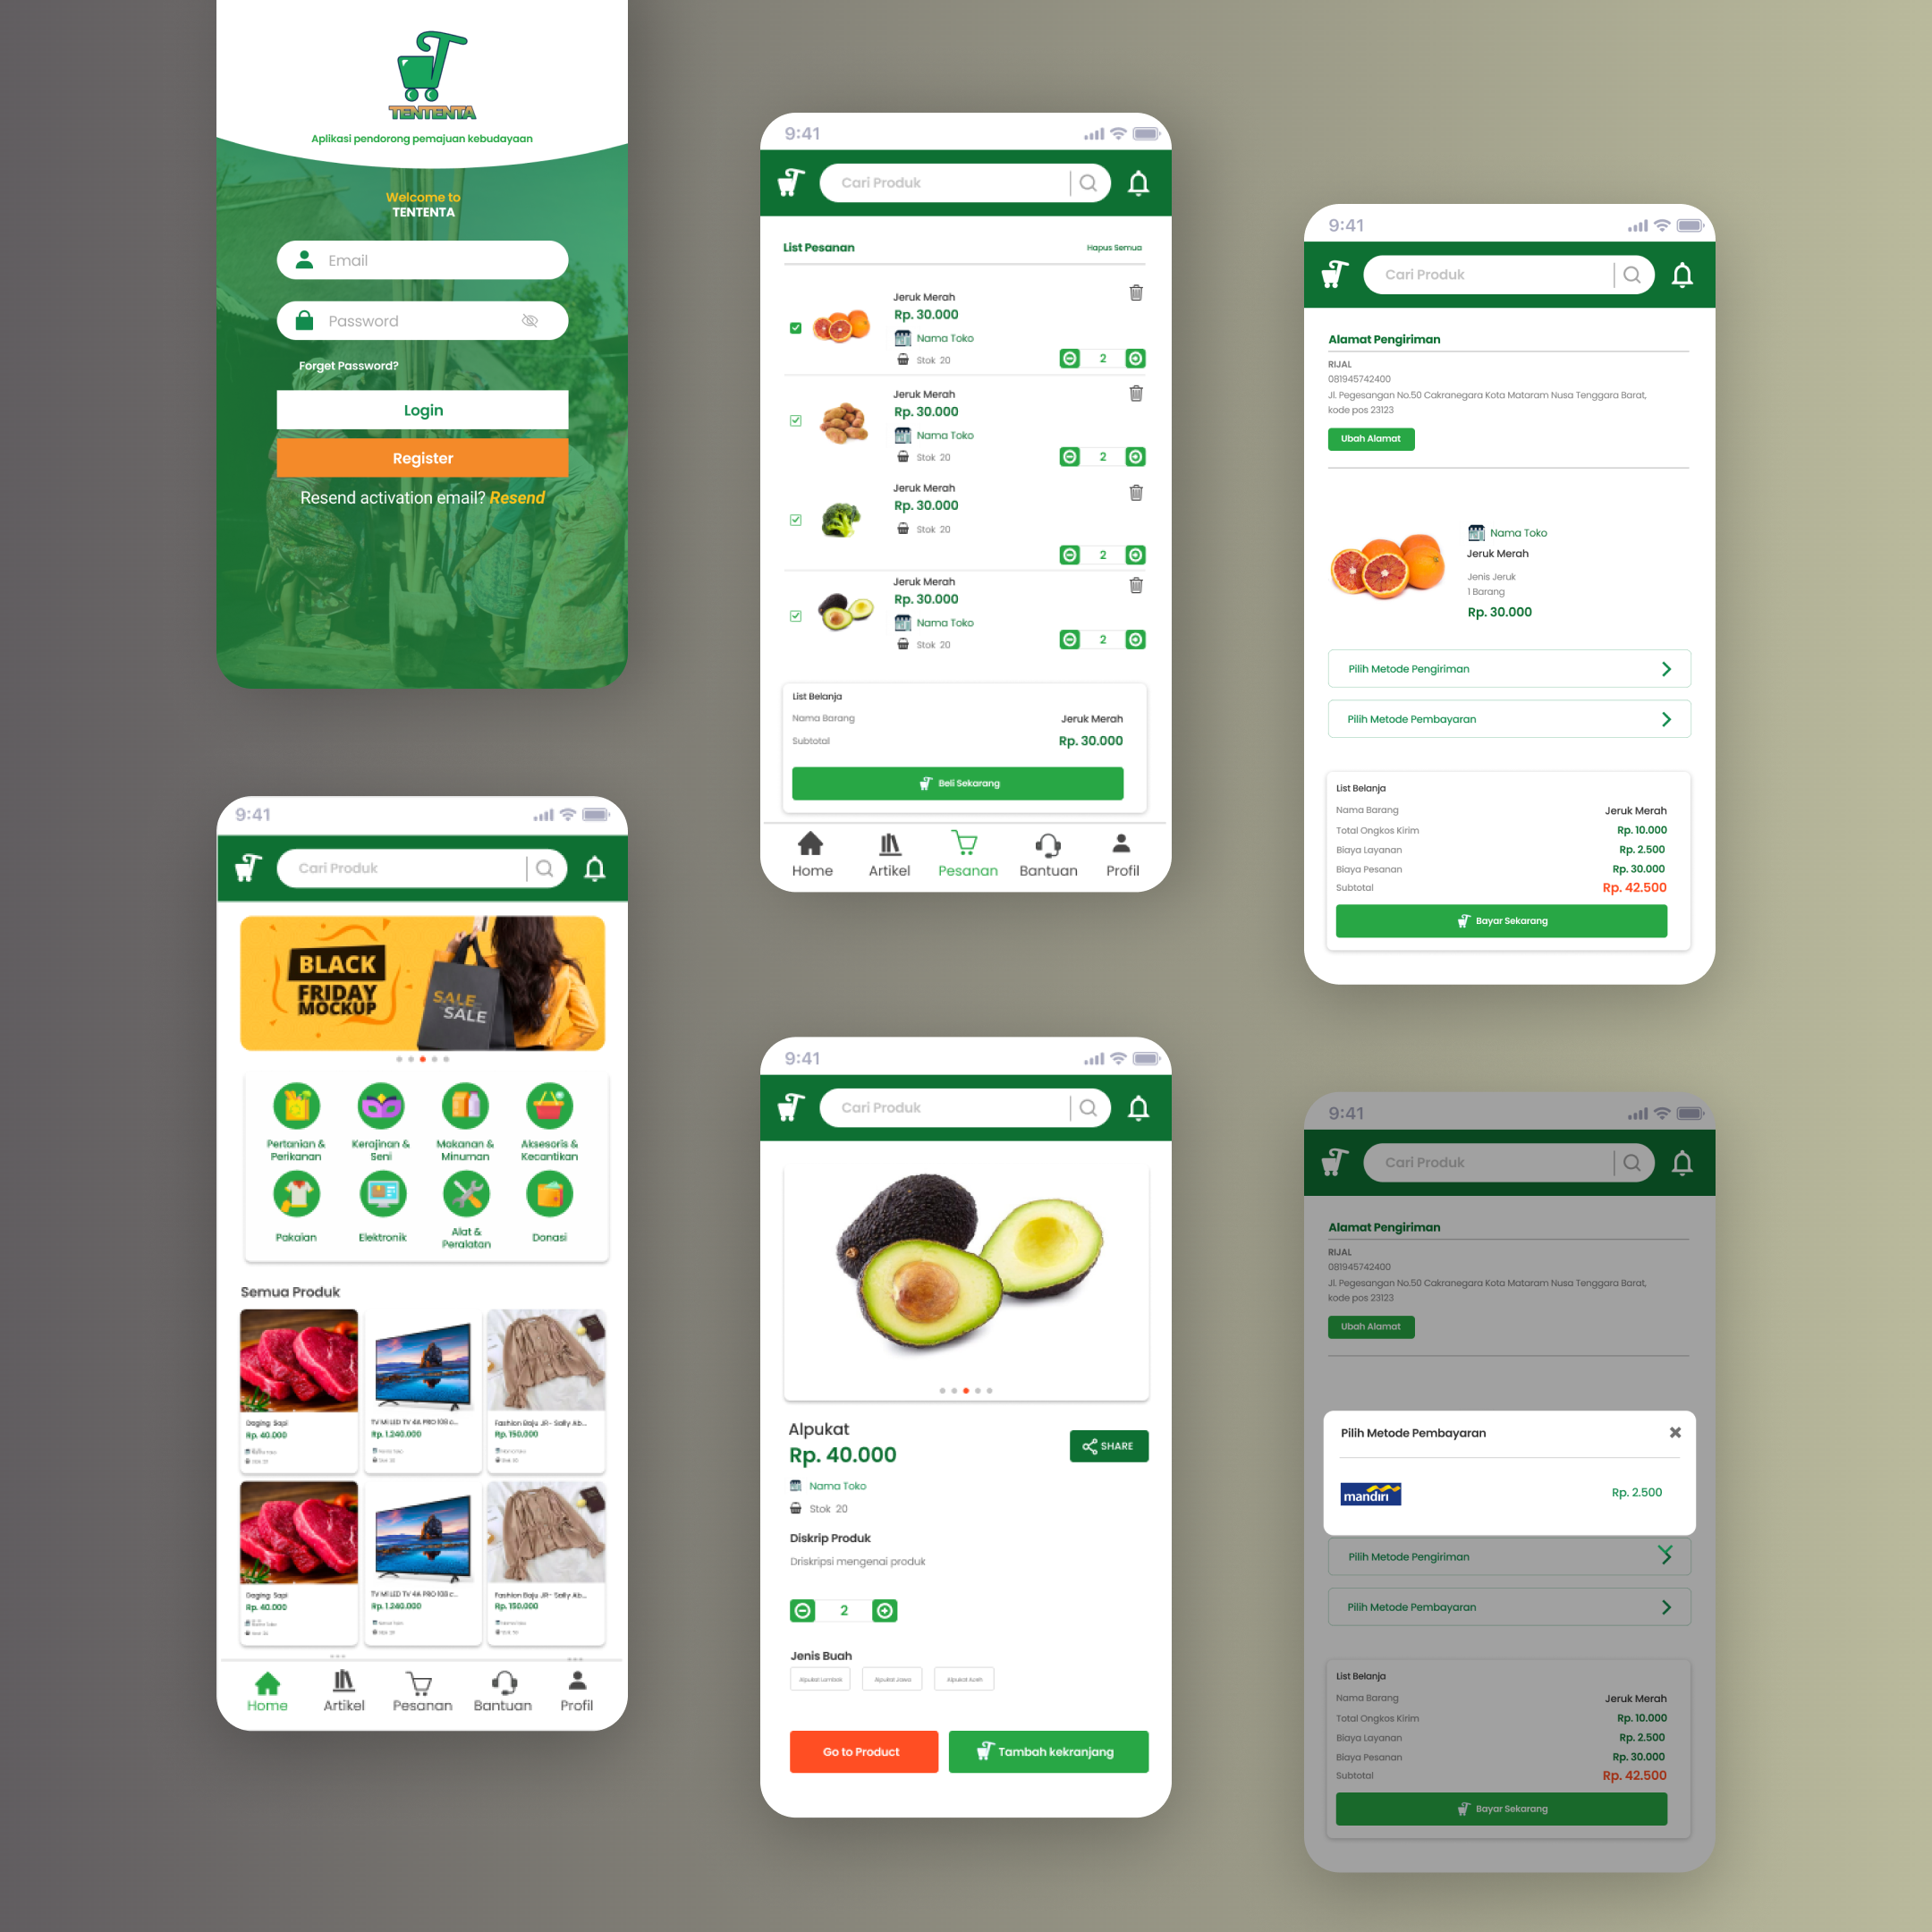 TENTENTA
Aplikasi pendorong pemajuan kebudayaan
Welcome to
TENTENTA
Email
Password
Forget Password?
Login
Register
Resend activation email? Resend
9:41
Cari Produk
BLACK
FRIDAY
MOCKUP
SALE
SALE
Pertanian &
Perikanan
Kerajinan &
Seni
Makanan &
Minuman
Aksesoris &
Kecantikan
Pakaian
Elektronik
Alat &
Peralatan
Donasi
Semua Produk
Daging Sapi
Rp. 40.000
TV Mi LED TV 4A PRO 108 c...
Rp. 1.240.000
Fashion Baju JR- Sally Ab...
Rp. 150.000
Daging Sapi
Rp. 40.000
TV Mi LED TV 4A PRO 108 c...
Rp. 1.240.000
Fashion Baju JR- Sally Ab...
Rp. 150.000
Home
Artikel
Pesanan
Bantuan
Profil
9:41
Cari Produk
List Pesanan
Hapus Semua
Jeruk Merah
Rp. 30.000
Nama Toko
Stok 20
2
Jeruk Merah
Rp. 30.000
Nama Toko
Stok 20
2
Jeruk Merah
Rp. 30.000
Stok 20
2
Jeruk Merah
Rp. 30.000
Nama Toko
Stok 20
2
List Belanja
Nama Barang Jeruk Merah
Subtotal Rp. 30.000
Beli Sekarang
Home
Artikel
Pesanan
Bantuan
Profil
9:41
Cari Produk
Alpukat
Rp. 40.000
SHARE
Nama Toko
Stok 20
Diskrip Produk
Driskripsi mengenai produk
2
Jenis Buah
Alpukat Lombok
Alpukat Jawa
Alpukat Aceh
Go to Product
Tambah kekranjang
9:41
Cari Produk
Alamat Pengiriman
RIJAL
081945742400
Jl. Pegesangan No.50 Cakranegara Kota Mataram Nusa Tenggara Barat,
kode pos 23123
Ubah Alamat
Nama Toko
Jeruk Merah
Jenis Jeruk
1 Barang
Rp. 30.000
Pilih Metode Pengiriman
Pilih Metode Pembayaran
List Belanja
Nama Barang Jeruk Merah
Total Ongkos Kirim Rp. 10.000
Biaya Layanan Rp. 2.500
Biaya Pesanan Rp. 30.000
Subtotal Rp. 42.500
Bayar Sekarang
9:41
Cari Produk
Alamat Pengiriman
RIJAL
081945742400
Jl. Pegesangan No.50 Cakranegara Kota Mataram Nusa Tenggara Barat,
kode pos 23123
Ubah Alamat
Pilih Metode Pembayaran
mandiri Rp. 2.500
Pilih Metode Pengiriman
Pilih Metode Pembayaran
List Belanja
Nama Barang Jeruk Merah
Total Ongkos Kirim Rp. 10.000
Biaya Layanan Rp. 2.500
Biaya Pesanan Rp. 30.000
Subtotal Rp. 42.500
Bayar Sekarang